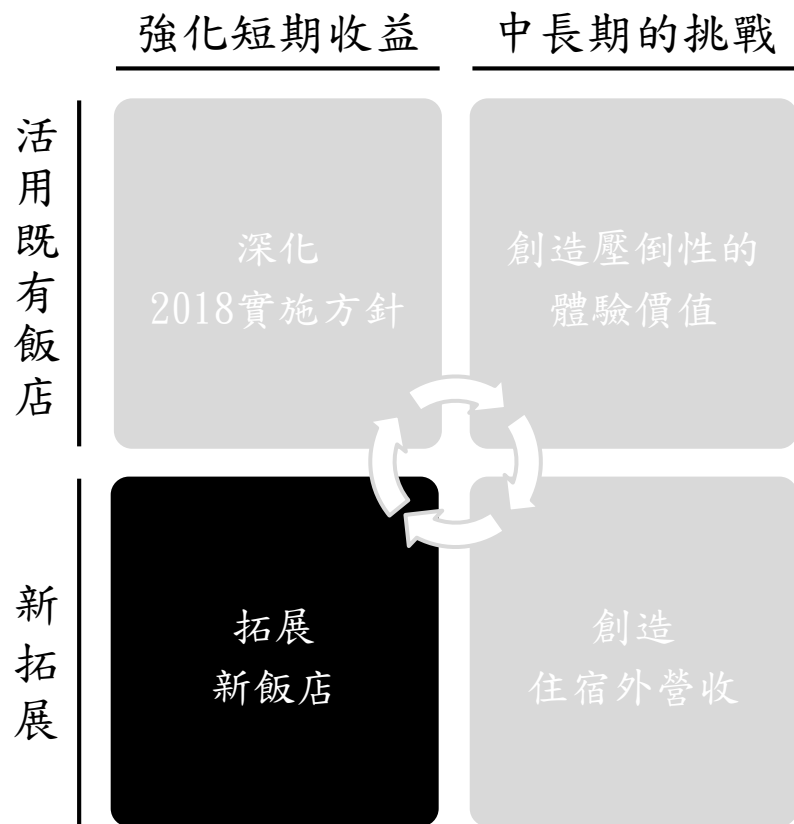 強化短期收益
中長期的挑戰
活用既有飯店
深化
2018實施方針
創造壓倒性的
體驗價值
新拓展
拓展
新飯店
創造
住宿外營收